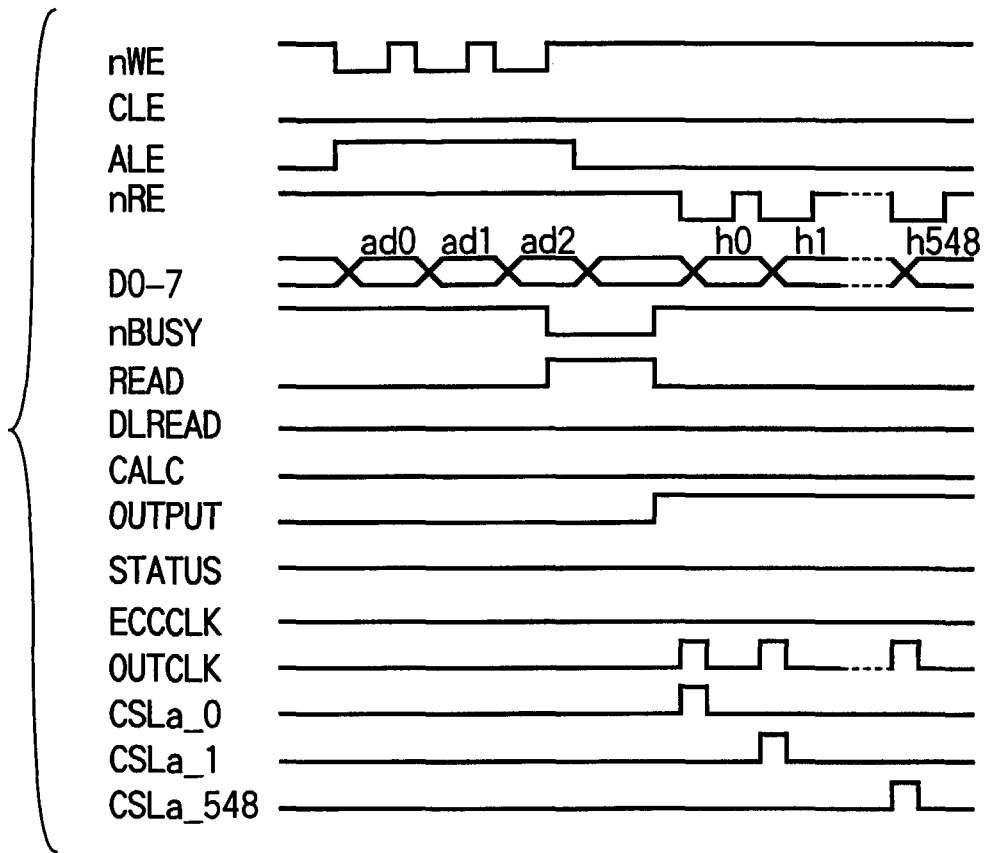 nWE
CLE
ALE
nRE
ad0 ad1 ad2 h0 h1 h548
D0-7
nBUSY
READ
DLREAD
CALC
OUTPUT
STATUS
ECCCLK
OUTCLK
CSLa_0
CSLa_1
CSLa_548